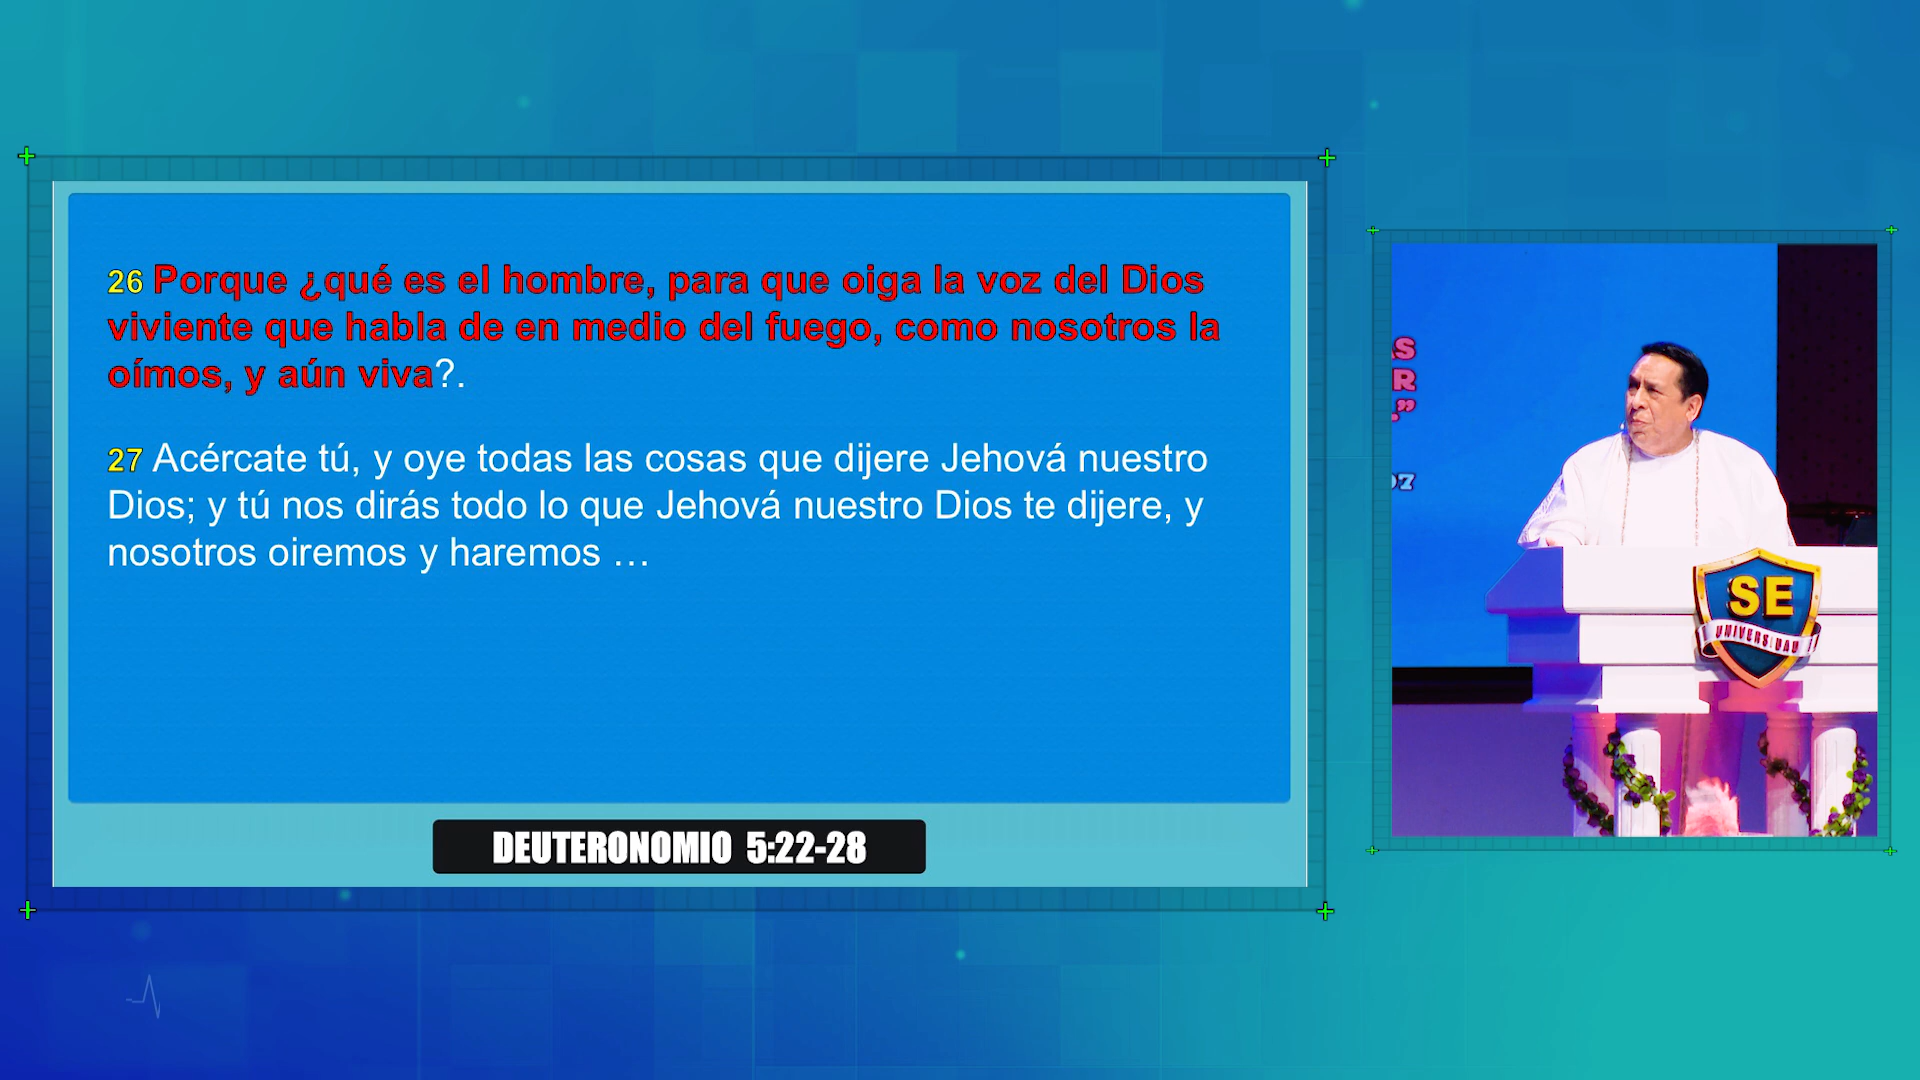 26 Porque ¿qué es el hombre, para que oiga la voz del Dios
viviente que habla de en medio del fuego, como nosotros la
oímos, y aún viva?.
27 Acércate tú, y oye todas las cosas que dijere Jehová nuestro
Dios; y tú nos dirás todo lo que Jehová nuestro Dios te dijere, y
nosotros oiremos y haremos …
DEUTERONOMIO 5:22-28
SE